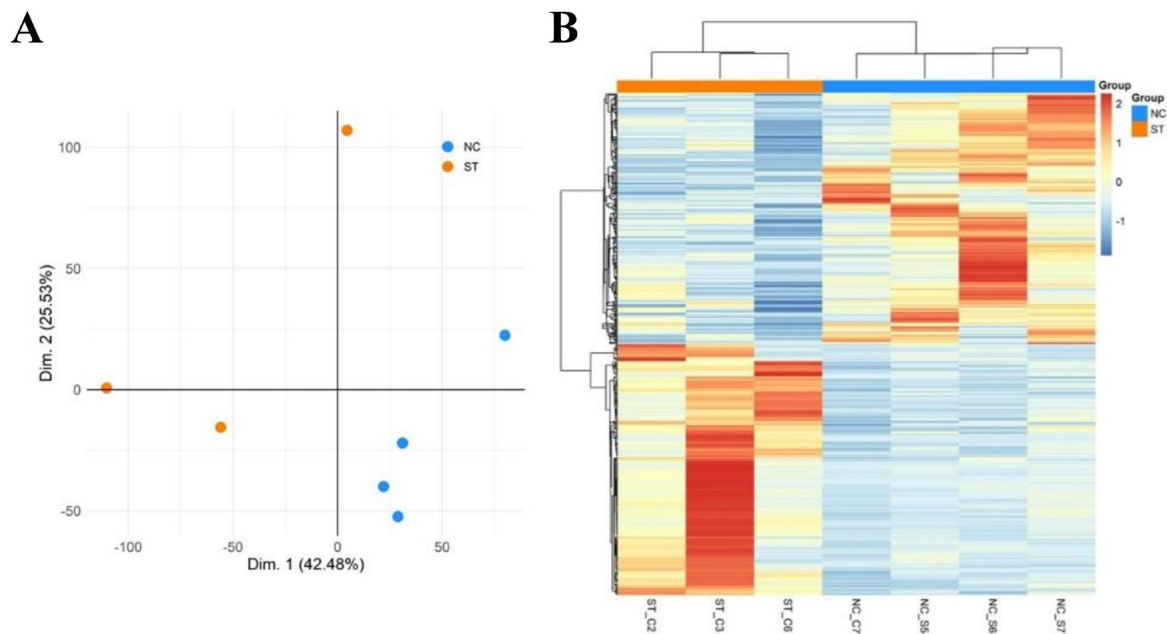 A
NC
ST
100
50
0
-50
-100
-50
0
50
Dim. 1 (42.48%)
Dim. 2 (25.53%)
B
Group
2
1
0
-1
Group
NC
ST
ST_C2
ST_C3
ST_C6
NC_C7
NC_S5
NC_S6
NC_S7